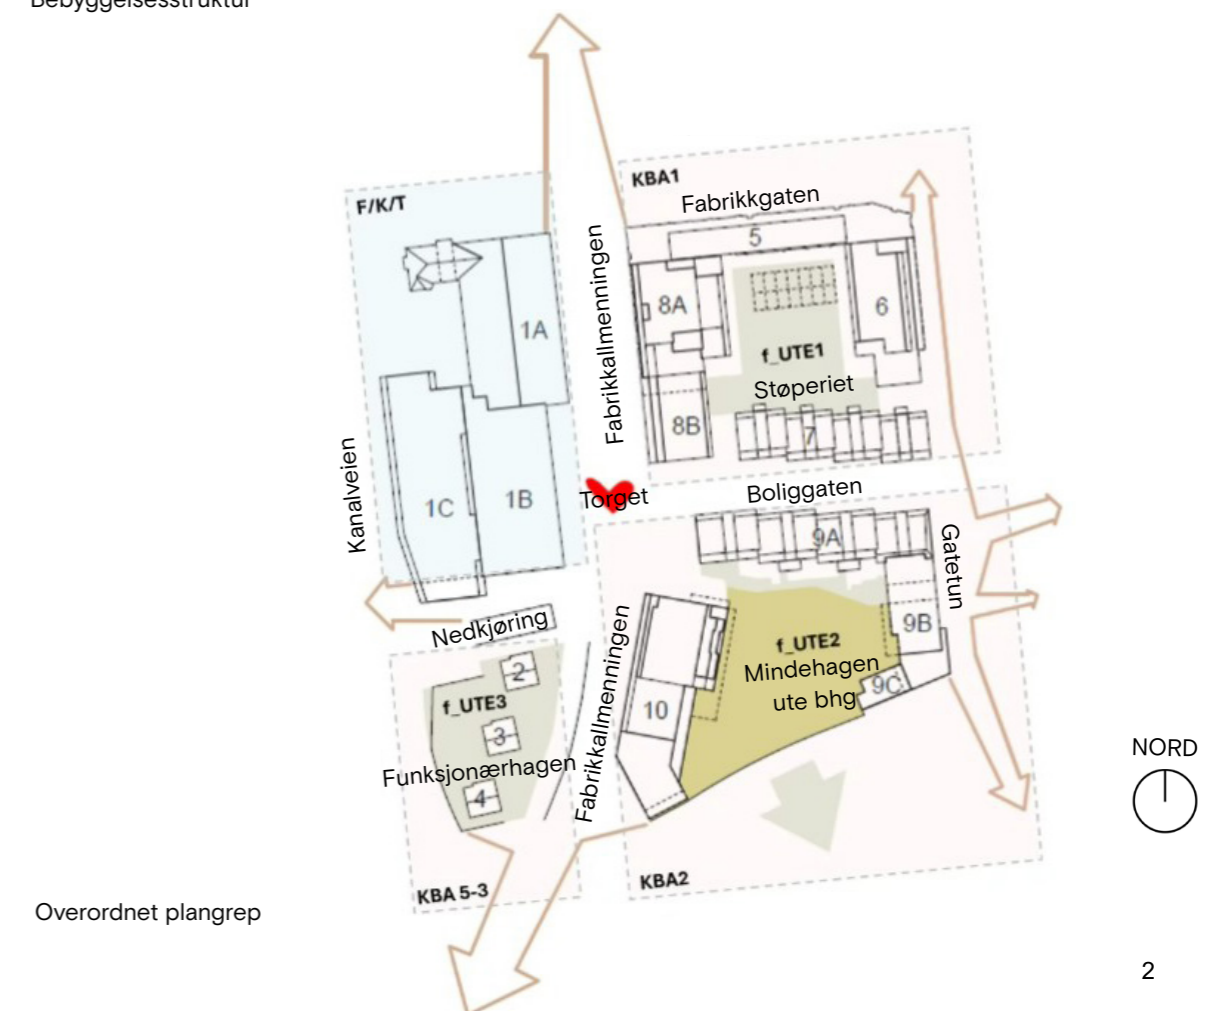 Bebyggelsesstruktur
KBA1
Fabrikkgaten
F/K/T
5
Fabrikkallmenningen
8A
6
1A
f_UTE1
Støperiet
8B
7
Kanalveien
Torget
Boliggaten
1C
1B
9A
Gatetun
Nedkjøring
9B
f_UTE2
Mindehagen
ute bhg
9C
2
f_UTE3
3
Fabrikkallmenningen
10
Funksjonærhagen
4
NORD
KBA 5-3
KBA2
Overordnet plangrep
2